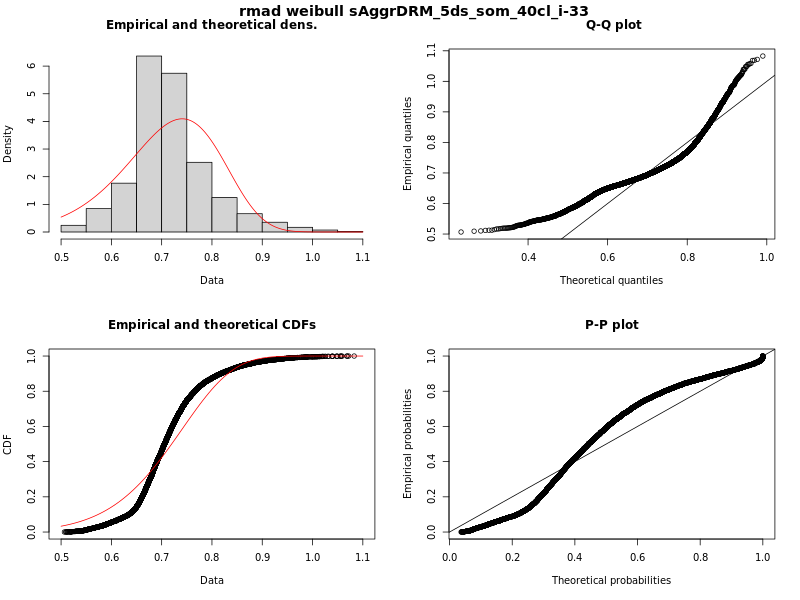 rmad weibull sAggrDRM_5ds_som_40cl_i-33
Empirical and theoretical dens.
Density
0 1 2 3 4 5 6
0.5 0.6 0.7 0.8 0.9 1.0 1.1
Data
Q-Q plot
Empirical quantiles
0.5 0.6 0.7 0.8 0.9 1.0 1.1
0.4 0.6 0.8 1.0
Theoretical quantiles
Empirical and theoretical CDFs
CDF
0.0 0.2 0.4 0.6 0.8 1.0
0.5 0.6 0.7 0.8 0.9 1.0 1.1
Data
P-P plot
Empirical probabilities
0.0 0.2 0.4 0.6 0.8 1.0
0.0 0.2 0.4 0.6 0.8 1.0
Theoretical probabilities